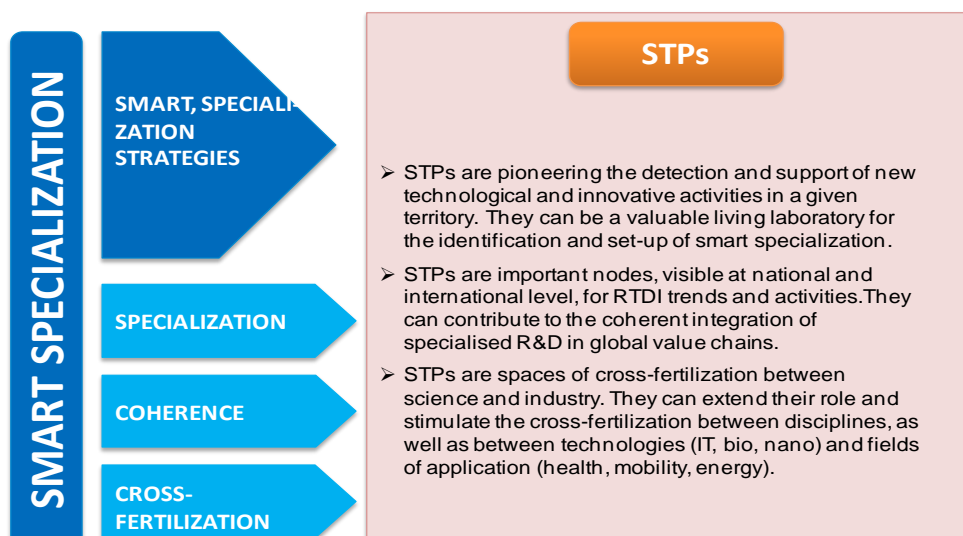 SMART SPECIALIZATION
SMART, SPECIALI-
ZATION
STRATEGIES
SPECIALIZATION
COHERENCE
CROSS-
FERTILIZATION
STPs
➢ STPs are pioneering the detection and support of new
technological and innovative activities in a given
territory. They can be a valuable living laboratory for
the identification and set-up of smart specialization.
➢ STPs are important nodes, visible at national and
international level, for RTDI trends and activities.They
can contribute to the coherent integration of
specialised R&D in global value chains.
➢ STPs are spaces of cross-fertilization between
science and industry. They can extend their role and
stimulate the cross-fertilization between disciplines, as
well as between technologies (IT, bio, nano) and fields
of application (health, mobility, energy).